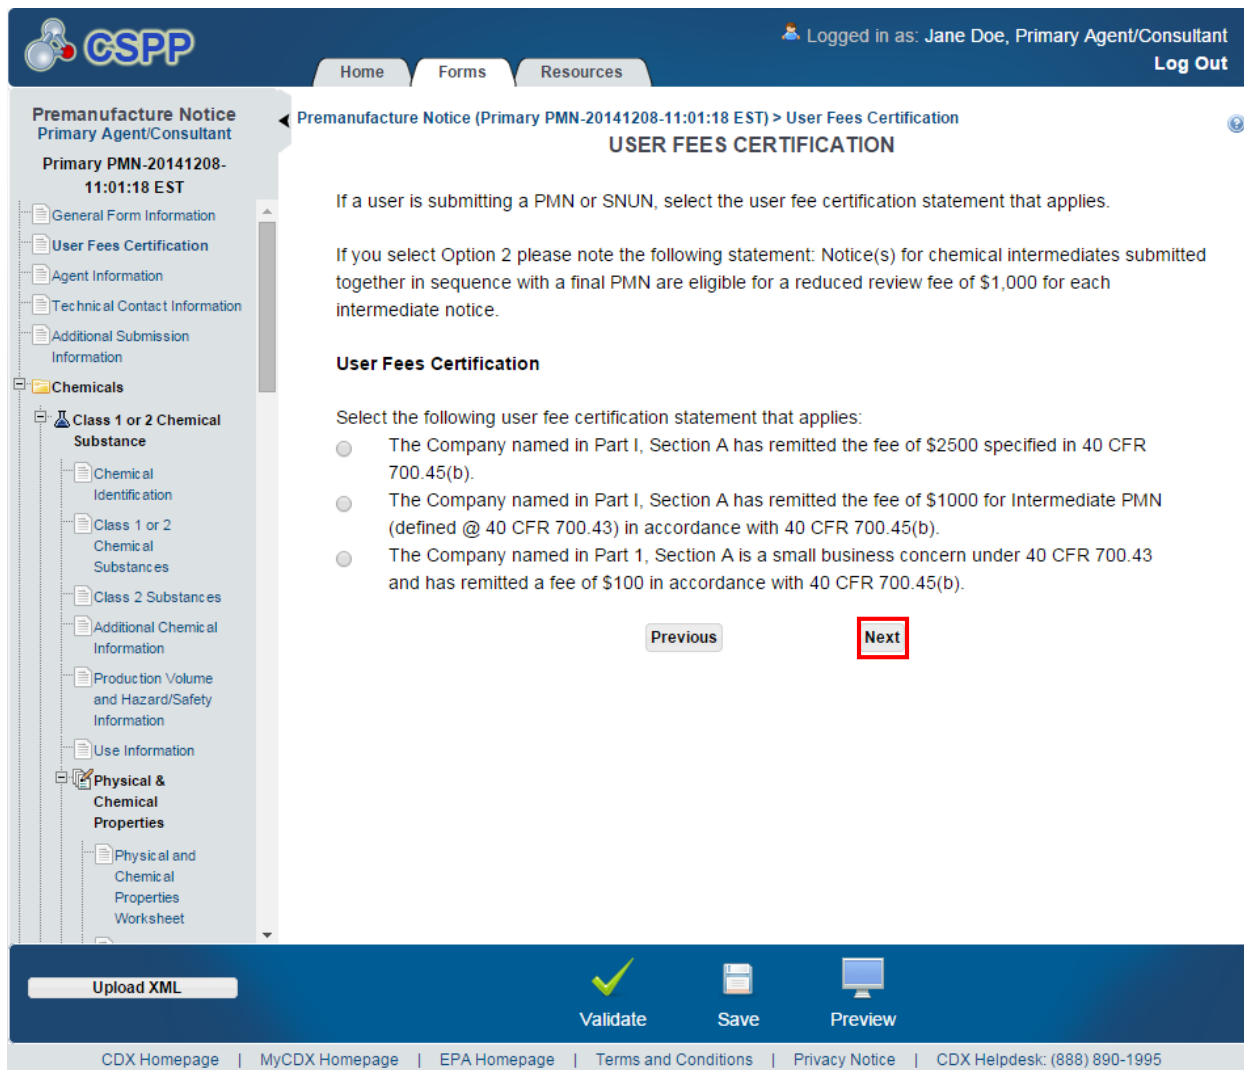 CSPP
Logged in as: Jane Doe, Primary Agent/Consultant
Log Out
Home
Forms
Resources
Premanufacture Notice
Primary Agent/Consultant
Primary PMN-20141208-
11:01:18 EST
General Form Information
User Fees Certification
Agent Information
Technical Contact Information
Additional Submission
Information
Chemicals
Class 1 or 2 Chemical
Substance
Chemical
Identification
Class 1 or 2
Chemical
Substances
Class 2 Substances
Additional Chemical
Information
Production Volume
and Hazard/Safety
Information
Use Information
Physical &
Chemical
Properties
Physical and
Chemical
Properties
Worksheet
Premanufacture Notice (Primary PMN-20141208-11:01:18 EST) > User Fees Certification
USER FEES CERTIFICATION
If a user is submitting a PMN or SNUN, select the user fee certification statement that applies.
If you select Option 2 please note the following statement: Notice(s) for chemical intermediates submitted
together in sequence with a final PMN are eligible for a reduced review fee of $1,000 for each
intermediate notice.
User Fees Certification
Select the following user fee certification statement that applies:
The Company named in Part I, Section A has remitted the fee of $2500 specified in 40 CFR
700.45(b).
The Company named in Part I, Section A has remitted the fee of $1000 for Intermediate PMN
(defined @ 40 CFR 700.43) in accordance with 40 CFR 700.45(b).
The Company named in Part 1, Section A is a small business concern under 40 CFR 700.43
and has remitted a fee of $100 in accordance with 40 CFR 700.45(b).
Previous
Next
Upload XML
Validate
Save
Preview
CDX Homepage | MyCDX Homepage | EPA Homepage | Terms and Conditions | Privacy Notice | CDX Helpdesk: (888) 890-1995